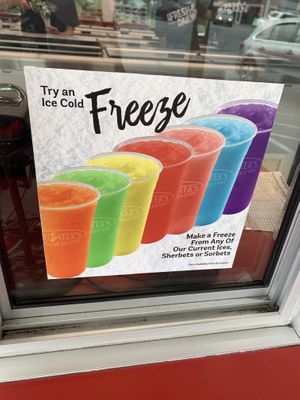 Try an
Ice Cold
Freeze
Make a Freeze
From Any Of
Our Current Ices,
Sherbets or Sorbets